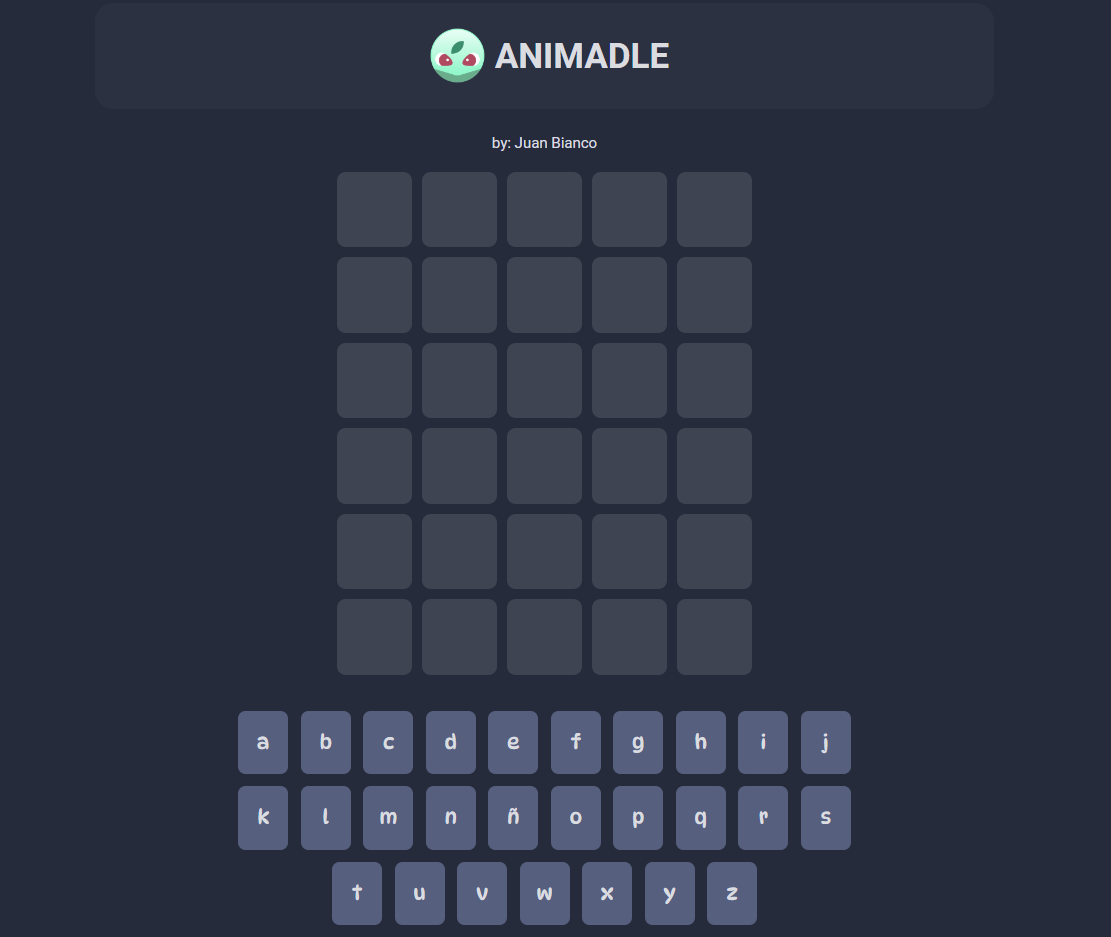 ANIMADLE
by: Juan Bianco
a b c d e f g h i j
k l m n ñ o p q r s
t u v w x y z